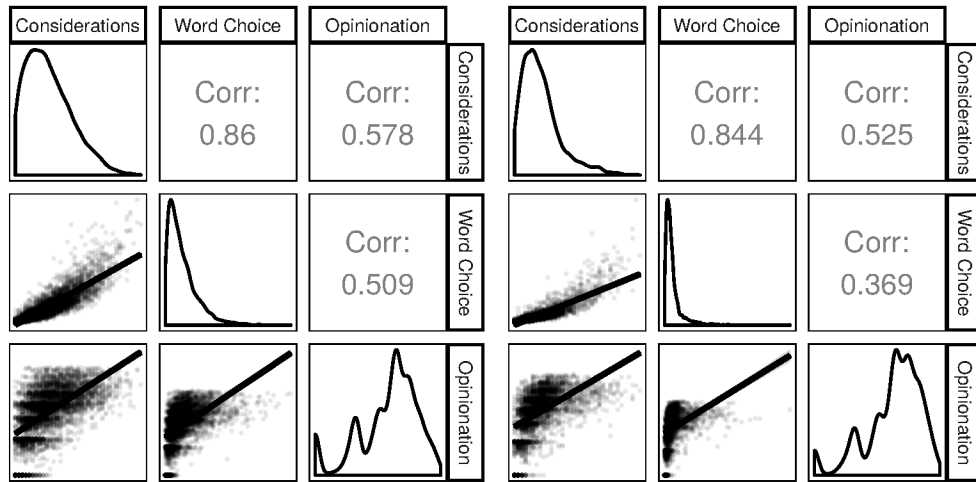 Considerations Word Choice Opinionation Considerations Word Choice Opinionation
Corr: Corr: Considerations Corr: Corr: Considerations
0.86 0.578 0.844 0.525
Corr: Word Choice Corr: Word Choice
0.509 0.369
Opinionation Opinionation